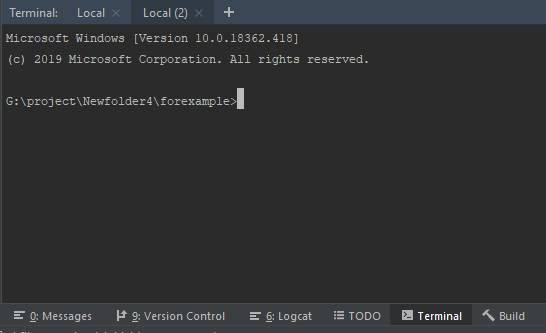 Terminal: Local × Local (2) × +
Microsoft Windows [Version 10.0.18362.418]
(c) 2019 Microsoft Corporation. All rights reserved.
G:\project\Newfolder4\forexample>
0: Messages 9: Version Control 6: Logcat TODO Terminal Build